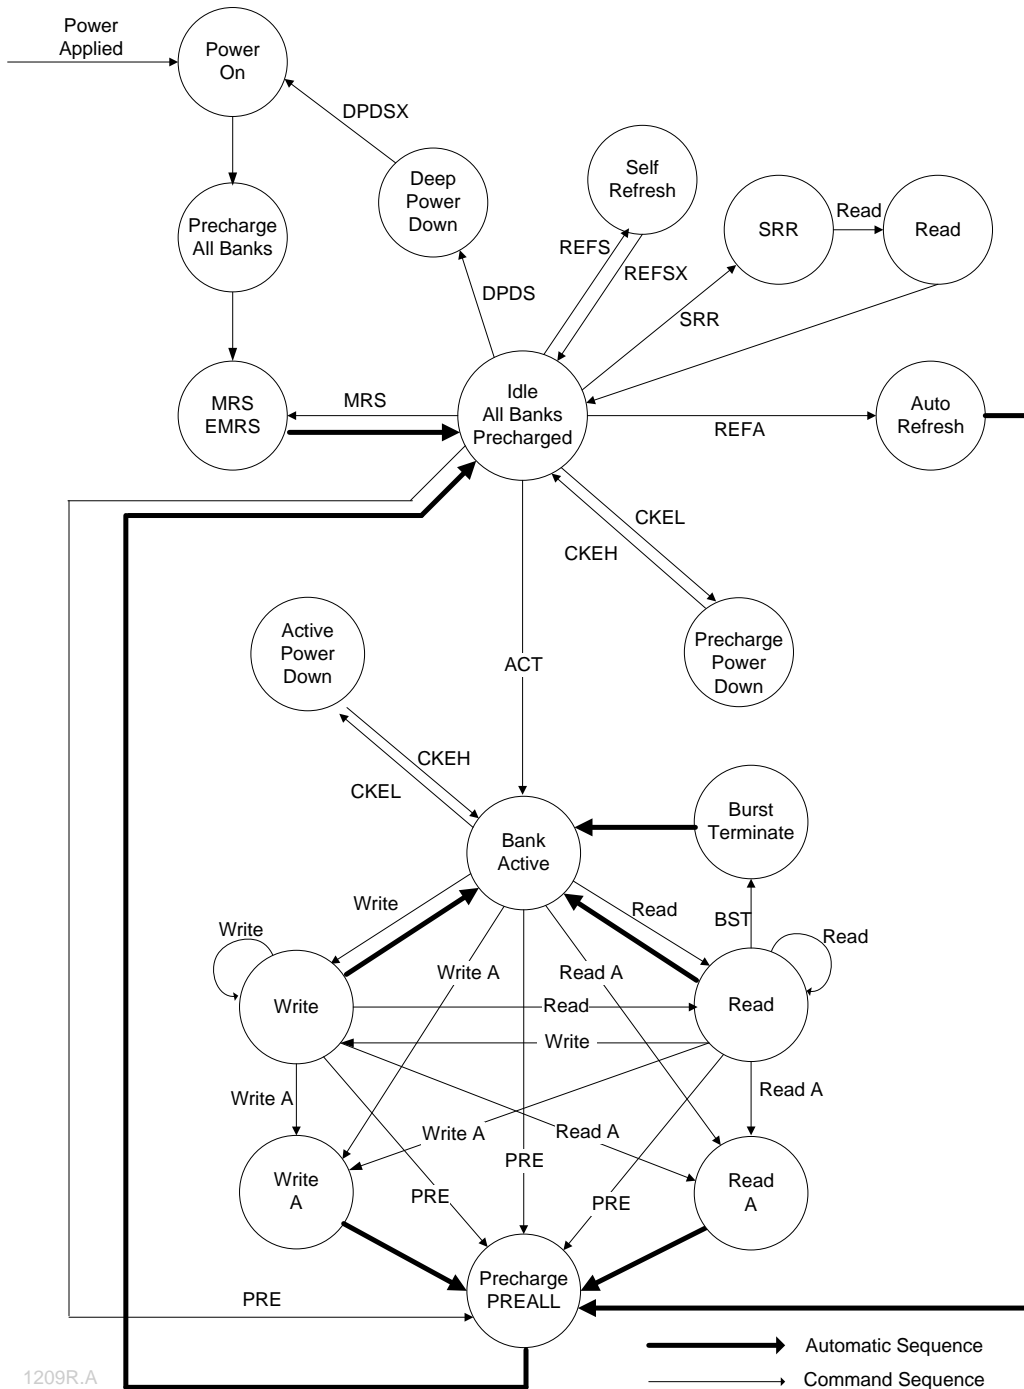 Power
Applied
Power
On
DPDSX
Deep
Power
Down
Self
Refresh
SRR
Read
Read
Precharge
All Banks
REFS
REFSX
DPDS
SRR
MRS
EMRS
MRS
Idle
All Banks
Precharged
REFA
Auto
Refresh
CKEL
CKEH
Active
Power
Down
ACT
Precharge
Power
Down
CKEH
CKEL
Bank
Active
Burst
Terminate
Write
Read
BST
Write
Read
Write A
Read A
Write
Read
Read
Write
Write A
Read A
Write A
Read A
PRE
Write
A
PRE
PRE
Read
A
Precharge
PREALL
PRE
Automatic Sequence
Command Sequence
1209R.A